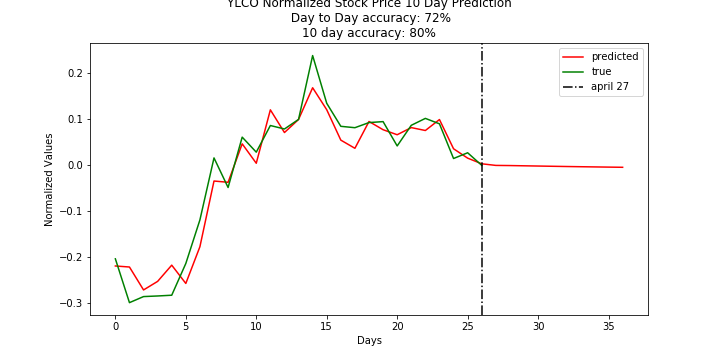 YLCO Normalized Stock Price 10 Day Prediction
Day to Day accuracy: 72%
10 day accuracy: 80%
predicted
true
april 27
Normalized Values
0.2
0.1
0.0
−0.1
−0.2
−0.3
0
5
10
15
20
25
30
35
Days